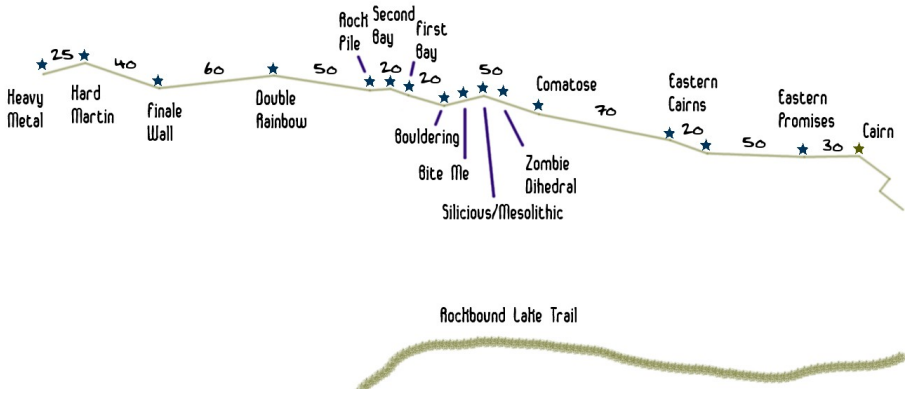 Heavy
Metal
25
Hard
Martin
40
Finale
Wall
60
Double
Rainbow
50
Rock
Pile
Second
Bay
20
First
Bay
20
Bouldering
Bite Me
50
Silicious/Mesolithic
Zombie
Dihedral
Comatose
70
Eastern
Cairns
20
50
Eastern
Promises
30
Cairn
Rockbound Lake Trail